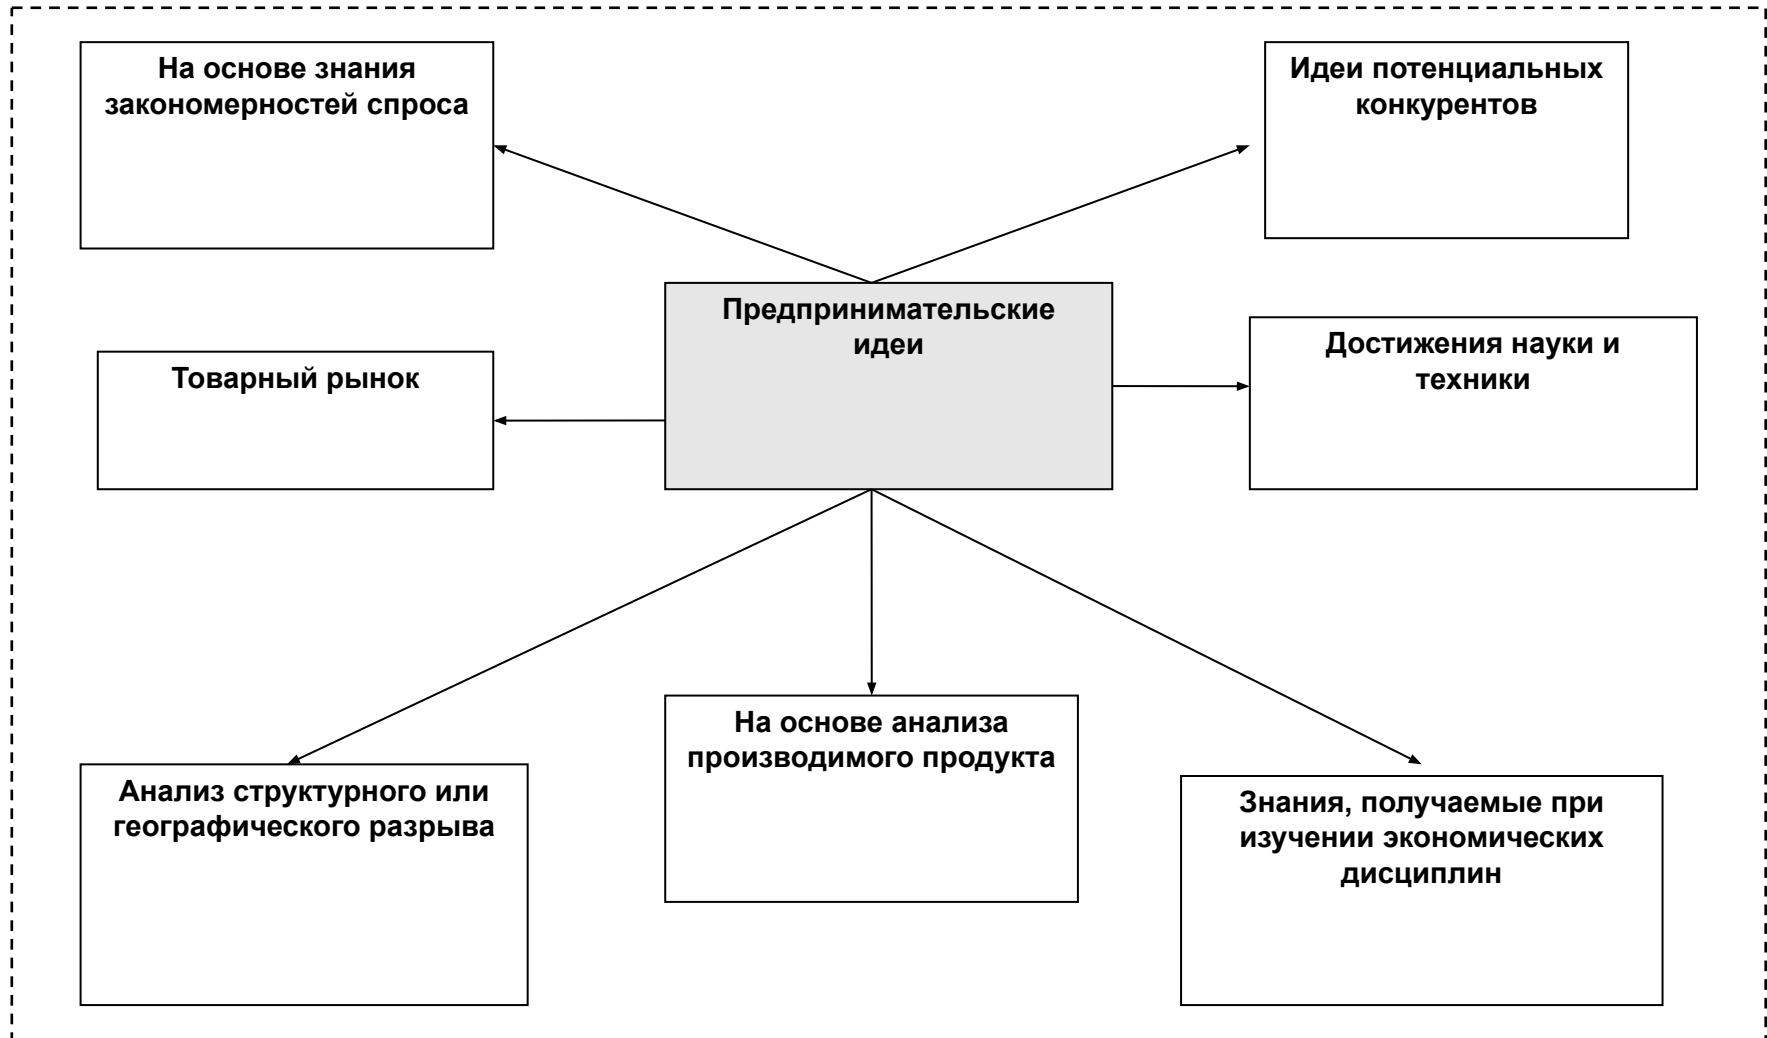 На основе знания
закономерностей спроса
Идеи потенциальных
конкурентов
Предпринимательские
идеи
Товарный рынок
Достижения науки и
техники
На основе анализа
производимого продукта
Анализ структурного или
географического разрыва
Знания, получаемые при
изучении экономических
дисциплин